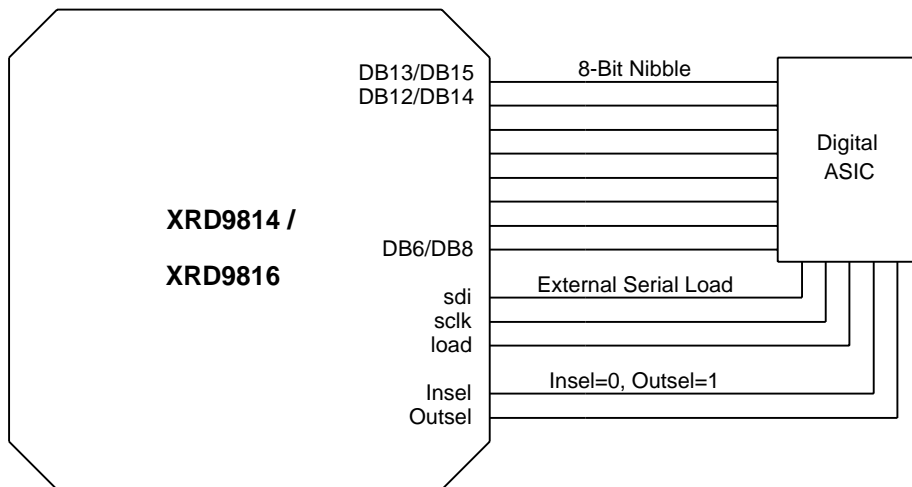 DB13/DB15
8-Bit Nibble
DB12/DB14
Digital
ASIC
XRD9814 /
XRD9816
DB6/DB8
sdi
External Serial Load
sclk
load
Insel
Insel=0, Outsel=1
Outsel